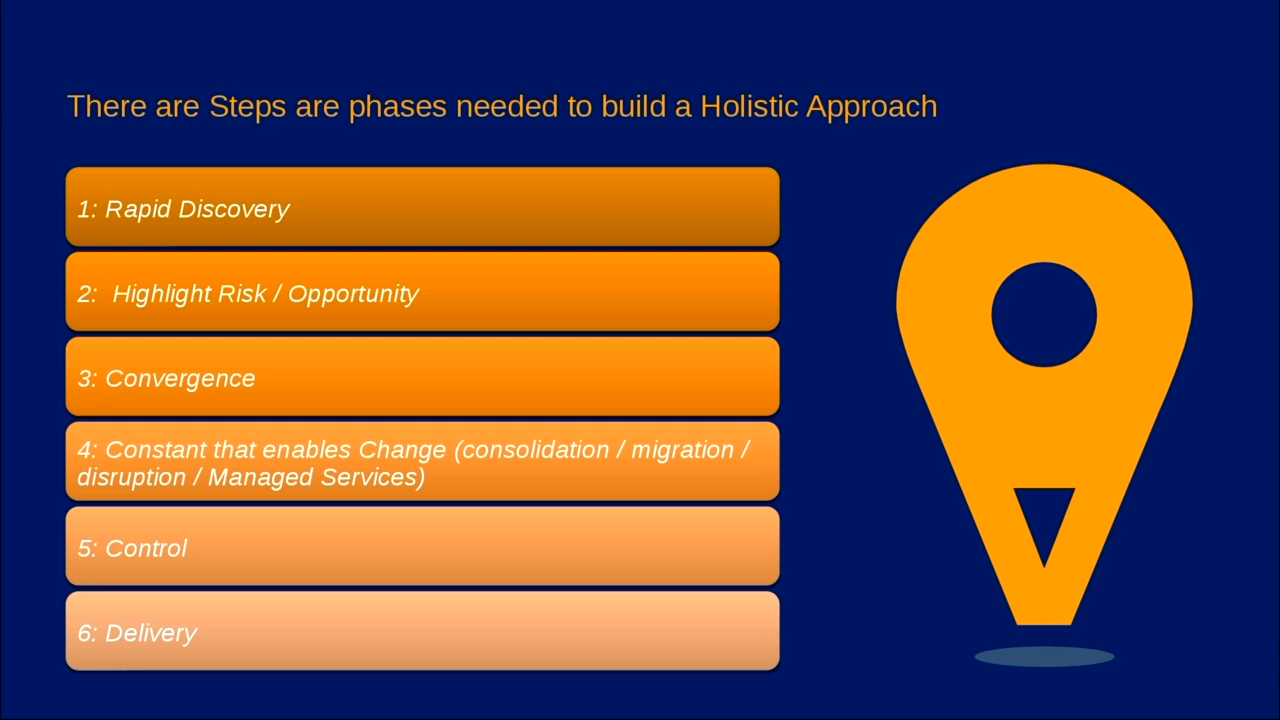 There are Steps are phases needed to build a Holistic Approach
1: Rapid Discovery
2:  Highlight Risk / Opportunity
3: Convergence
4: Constant that enables Change (consolidation / migration /
disruption / Managed Services)
5: Control
6: Delivery